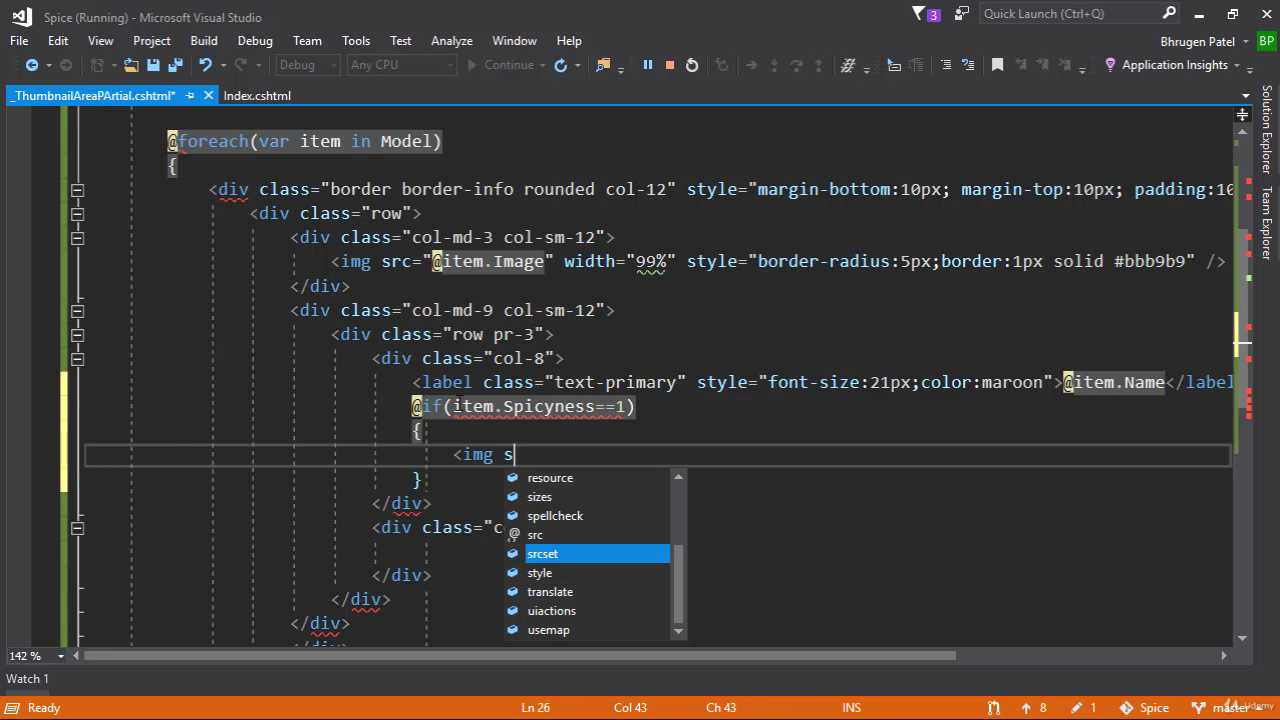 Spice (Running) - Microsoft Visual Studio
3
Quick Launch (Ctrl+Q)
File Edit View Project Build Debug Team Tools Test Analyze Window Help
Bhrugen Patel BP
Debug Any CPU Continue Application Insights
_ThumbnailAreaPArtial.cshtml* Index.cshtml
Solution Explorer
Team Explorer
@foreach(var item in Model)
{
<div class="border border-info rounded col-12" style="margin-bottom:10px; margin-top:10px; padding:10
<div class="row">
<div class="col-md-3 col-sm-12">
<img src="@item.Image" width="99%" style="border-radius:5px;border:1px solid #bbb9b9" />
</div>
<div class="col-md-9 col-sm-12">
<div class="row pr-3">
<div class="col-8">
<label class="text-primary" style="font-size:21px;color:maroon">@item.Name</label
@if(item.Spicyness==1)
{
<img s
}
resource
sizes
spellcheck
src
srcset
style
translate
uiactions
usemap
</div>
<div class="c
</div>
</div>
</div>
142 %
Watch 1
Ready Ln 26 Col 43 Ch 43 INS 8 1 Spice master
Udemy